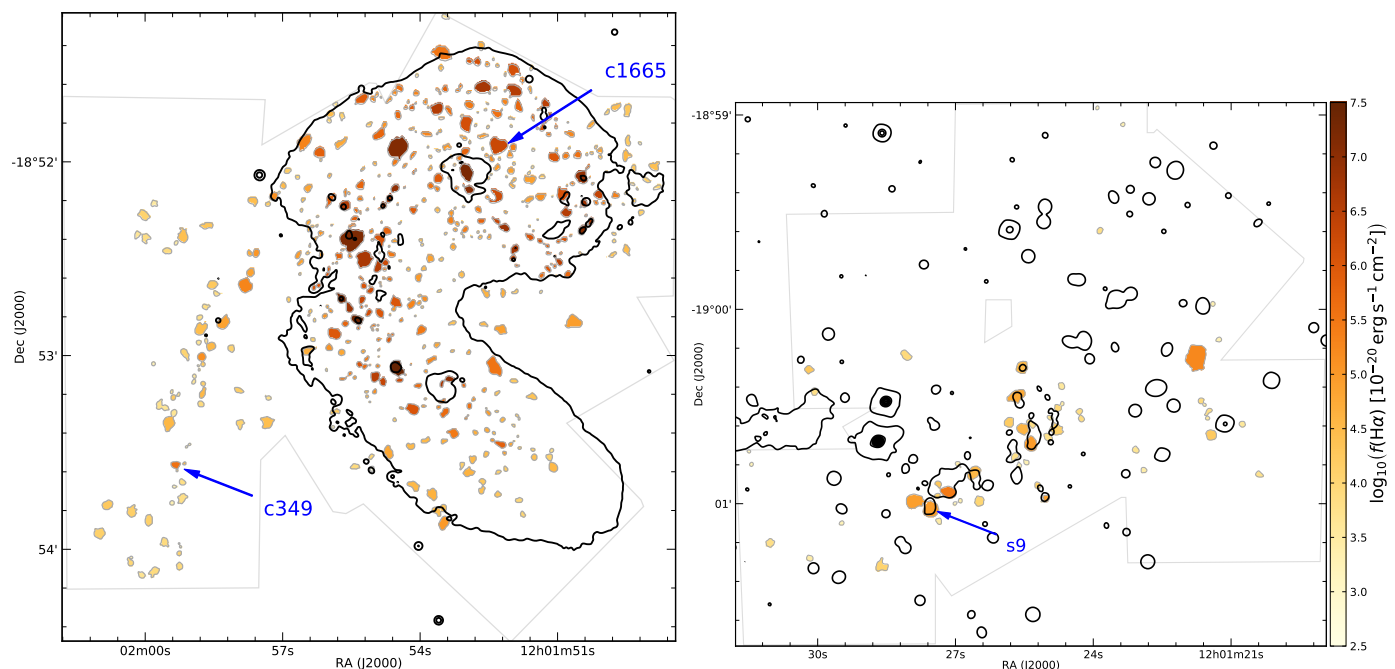 c1665
c349
-18°52'
53'
54'
Dec (J2000)
02m00s
57s
54s
12h01m51s
RA (J2000)
s9
-18°59'
-19°00'
01'
Dec (J2000)
30s
27s
24s
12h01m21s
RA (J2000)
7.5
7.0
6.5
6.0
5.5
5.0
4.5
4.0
3.5
3.0
2.5
log₁₀(f(Hα) [10⁻²⁰ erg s⁻¹ cm⁻²])